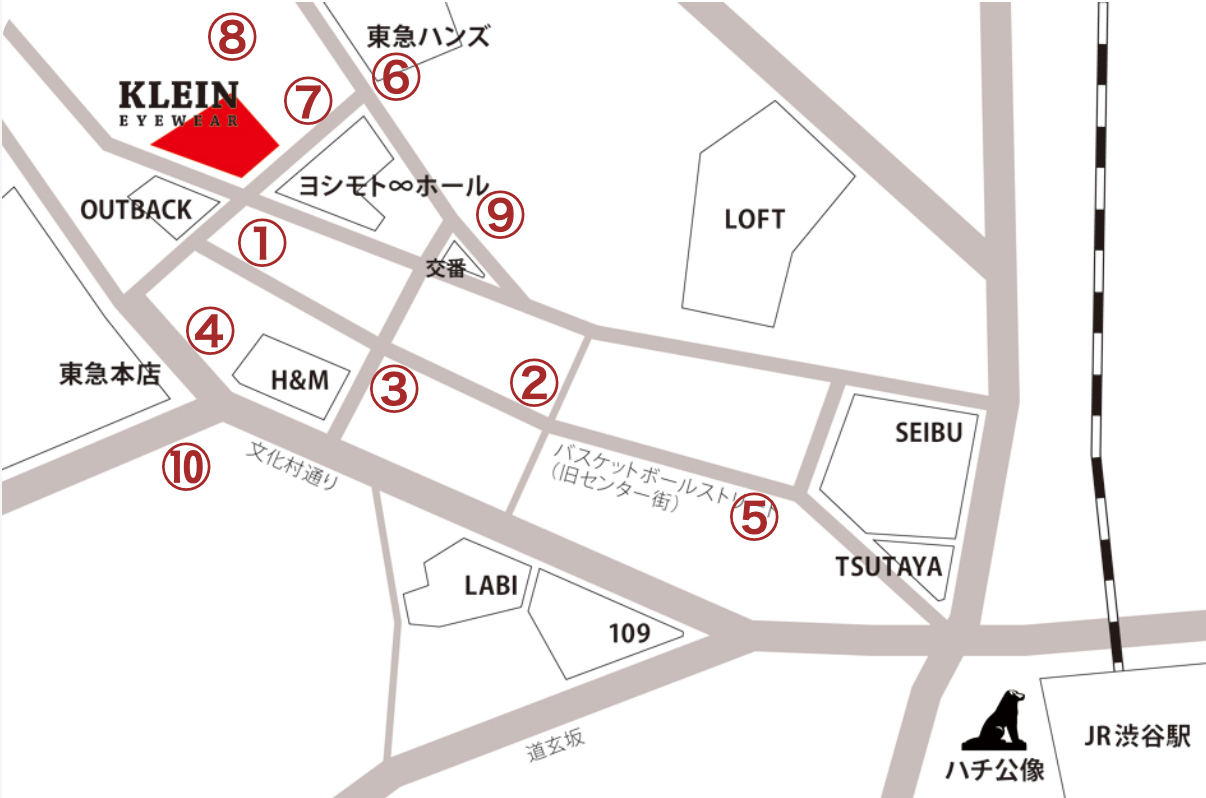 ⑧
東急ハンズ
⑥
KLEIN
EYEWEAR
⑦
ヨシモト∞ホール
OUTBACK
⑨
LOFT
①
交番
④
東急本店
H&M
③
②
SEIBU
⑩
文化村通り
バスケットボールストリート
(旧センター街)
⑤
TSUTAYA
LABI
109
道玄坂
ハチ公像
JR渋谷駅